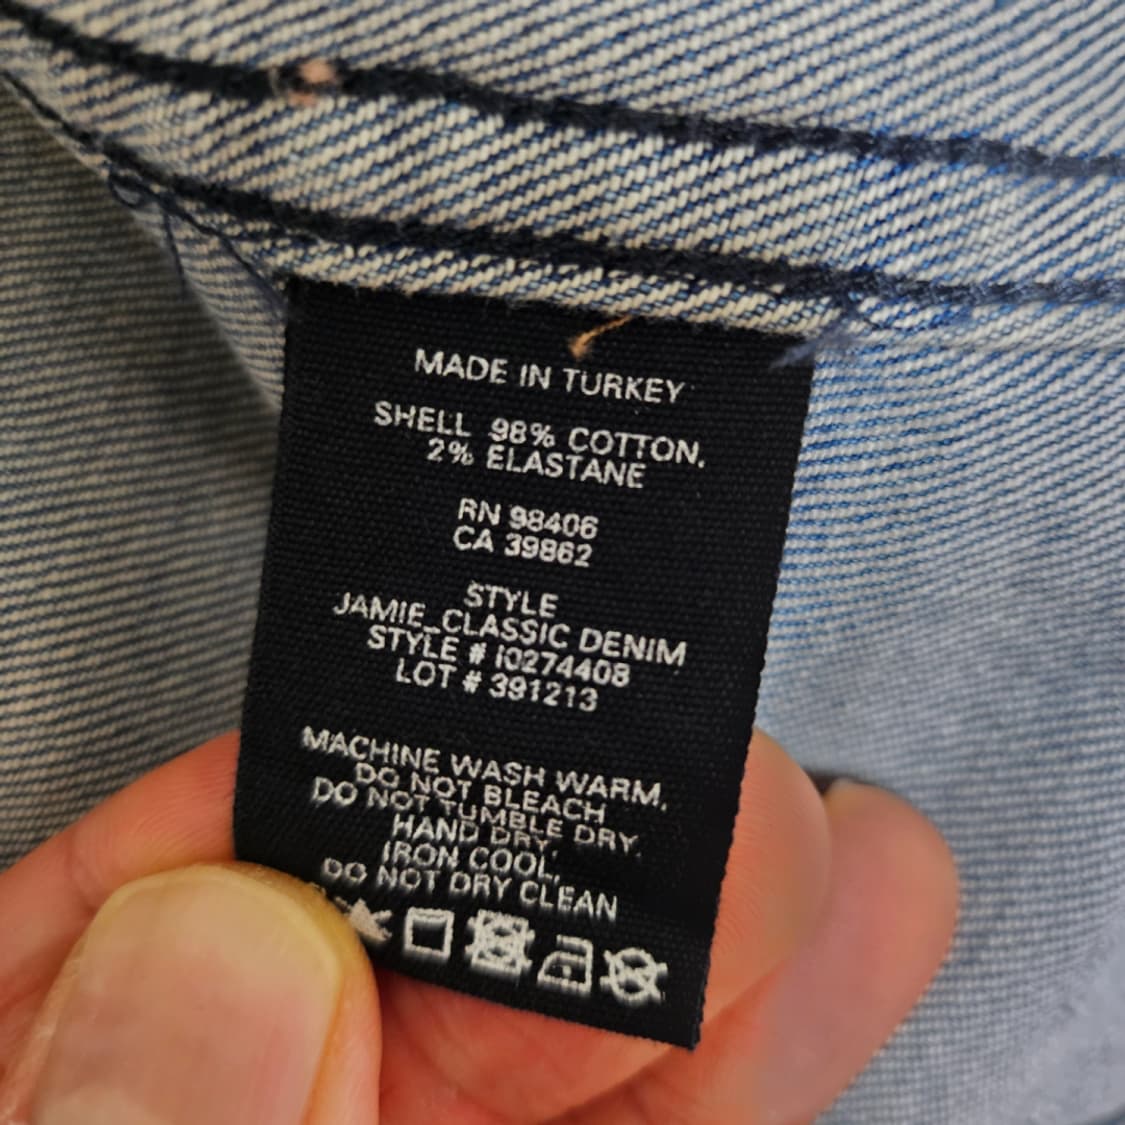 MADE IN TURKEY
SHELL 98% COTTON,
2% ELASTANE
RN 98406
CA 39862
STYLE
JAMIE_CLASSIC DENIM
STYLE # I0274408
LOT # 391213
MACHINE WASH WARM,
DO NOT BLEACH
DO NOT TUMBLE DRY
HAND DRY
IRON COOL,
DO NOT DRY CLEAN